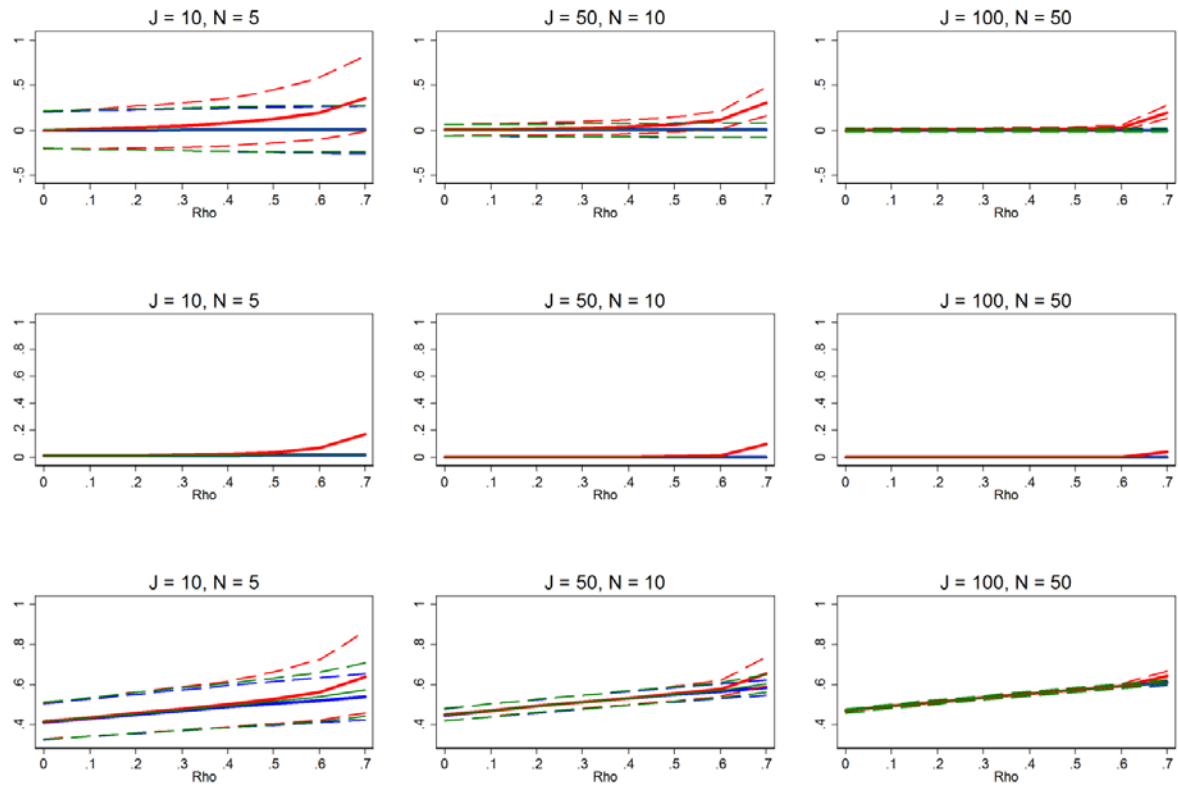 J = 10, N = 5
J = 50, N = 10
J = 100, N = 50
1
.5
0
-.5
0 .1 .2 .3 .4 .5 .6 .7
Rho
1
.5
0
-.5
0 .1 .2 .3 .4 .5 .6 .7
Rho
1
.5
0
-.5
0 .1 .2 .3 .4 .5 .6 .7
Rho
J = 10, N = 5
J = 50, N = 10
J = 100, N = 50
1
.8
.6
.4
.2
0
0 .1 .2 .3 .4 .5 .6 .7
Rho
1
.8
.6
.4
.2
0
0 .1 .2 .3 .4 .5 .6 .7
Rho
1
.8
.6
.4
.2
0
0 .1 .2 .3 .4 .5 .6 .7
Rho
J = 10, N = 5
J = 50, N = 10
J = 100, N = 50
1
.8
.6
.4
0 .1 .2 .3 .4 .5 .6 .7
Rho
1
.8
.6
.4
0 .1 .2 .3 .4 .5 .6 .7
Rho
1
.8
.6
.4
0 .1 .2 .3 .4 .5 .6 .7
Rho